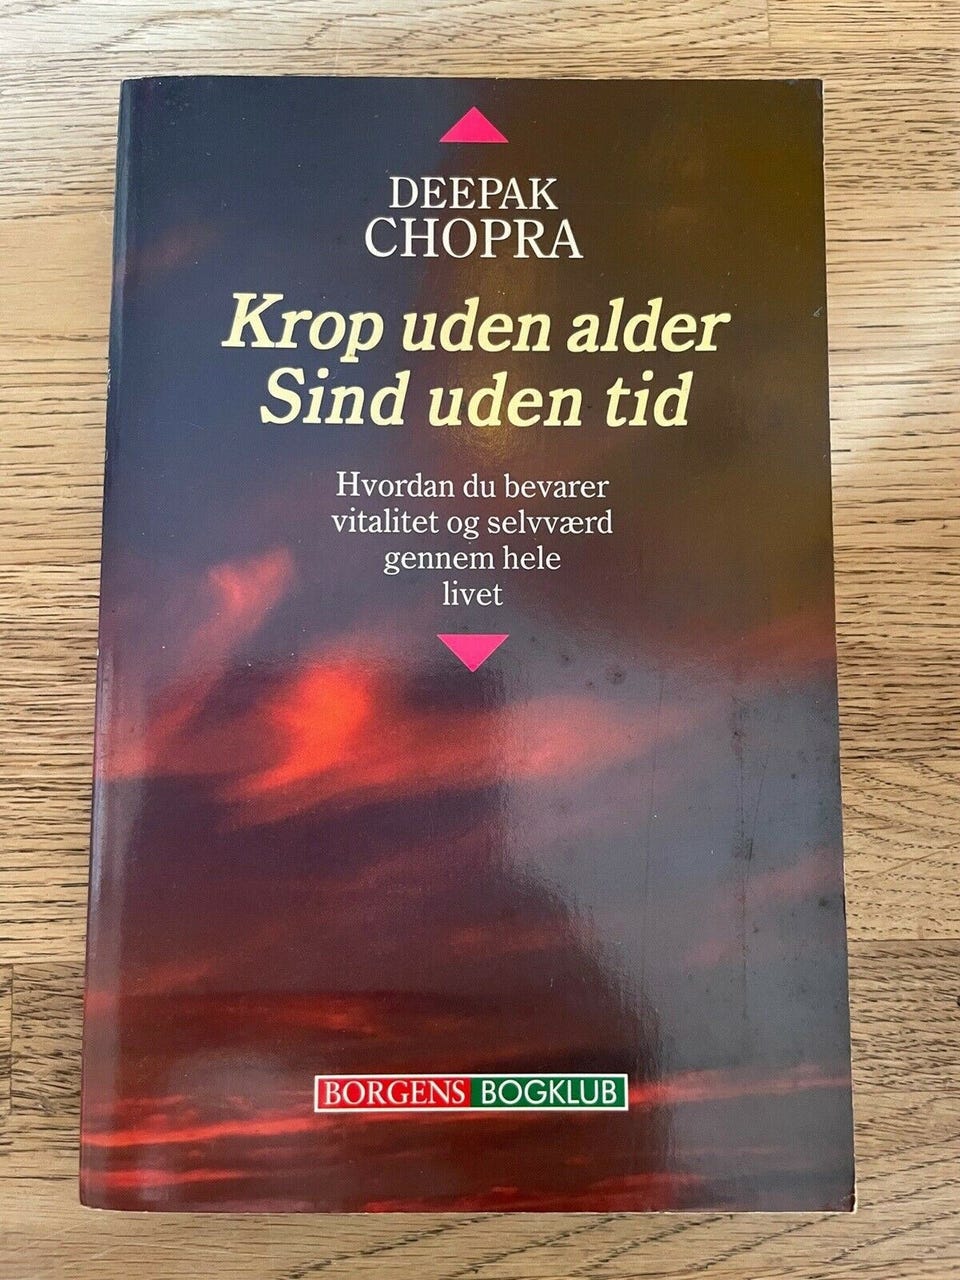 DEEPAK
CHOPRA
Krop uden alder
Sind uden tid
Hvordan du bevarer
vitalitet og selvværd
gennem hele
livet
BORGENS BOGKLUB